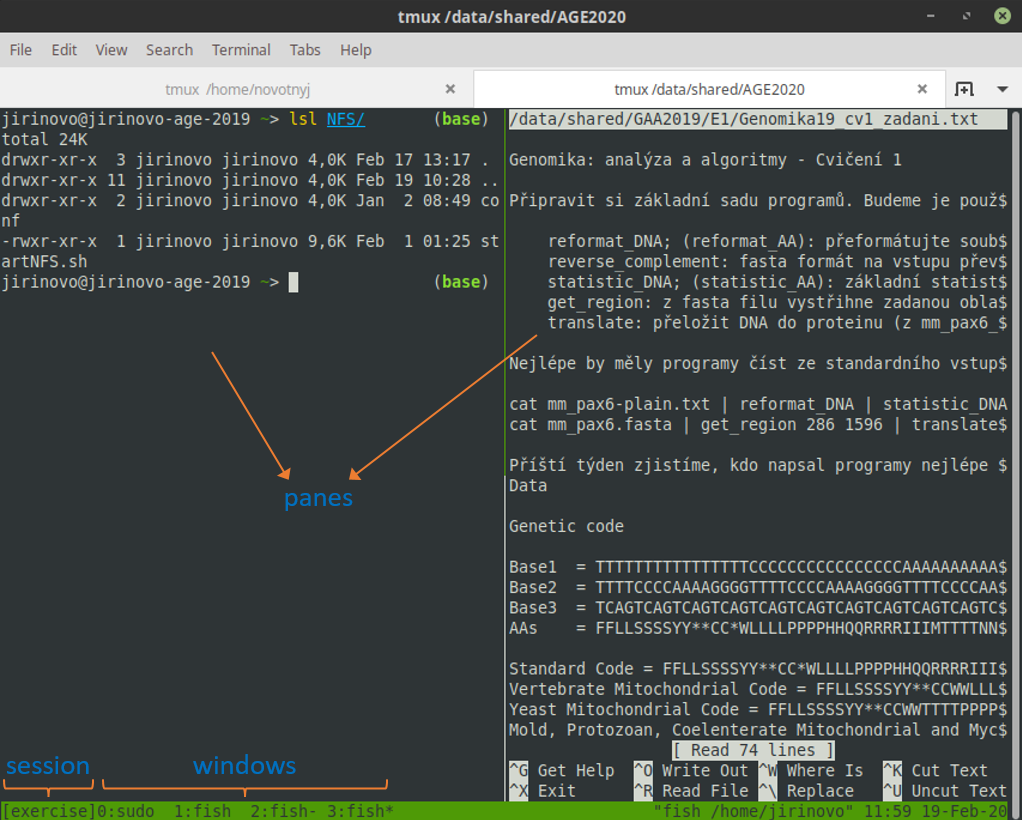 tmux /data/shared/AGE2020
File Edit View Search Terminal Tabs Help
tmux /home/novotnyj
tmux /data/shared/AGE2020
jirinovo@jirinovo-age-2019 ~> lsl NFS/ (base)
total 24K
drwxr-xr-x 3 jirinovo jirinovo 4,0K Feb 17 13:17 .
drwxr-xr-x 11 jirinovo jirinovo 4,0K Feb 19 10:28 ..
drwxr-xr-x 2 jirinovo jirinovo 4,0K Jan 2 08:49 co
nf
-rwxr-xr-x 1 jirinovo jirinovo 9,6K Feb 1 01:25 st
artNFS.sh
jirinovo@jirinovo-age-2019 ~> (base)
panes
session
windows
/data/shared/GAA2019/E1/Genomika19_cv1_zadani.txt
Genomika: analýza a algoritmy - Cvičení 1
Připravit si základní sadu programů. Budeme je použ$
reformat_DNA; (reformat_AA): přeformátujte soub$
reverse_complement: fasta formát na vstupu přev$
statistic_DNA; (statistic_AA): základní statist$
get_region: z fasta filu vystřihne zadanou obla$
translate: přeložit DNA do proteinu (z mm_pax6_$
Nejlépe by měly programy číst ze standardního vstup$
cat mm_pax6-plain.txt | reformat_DNA | statistic_DNA
cat mm_pax6.fasta | get_region 286 1596 | translate$
Příští týden zjistíme, kdo napsal programy nejlépe $
Data
Genetic code
Base1 = TTTTTTTTTTTTTTTTCCCCCCCCCCCCCCCCAAAAAAAAAA$
Base2 = TTTTCCCCAAAAGGGGTTTTCCCCAAAAGGGGTTTTCCCCAA$
Base3 = TCAGTCAGTCAGTCAGTCAGTCAGTCAGTCAGTCAGTCAGTC$
AAs = FFLLSSSSYY**CC*WLLLLPPPPHHQQRRRRIIIMTTTTNN$
Standard Code = FFLLSSSSYY**CC*WLLLLPPPPHHQQRRRRIII$
Vertebrate Mitochondrial Code = FFLLSSSSYY**CCWWLLL$
Yeast Mitochondrial Code = FFLLSSSSYY**CCWWTTTTPPPP$
Mold, Protozoan, Coelenterate Mitochondrial and Myc$
[ Read 74 lines ]
^G Get Help ^O Write Out ^W Where Is ^K Cut Text
^X Exit ^R Read File ^\ Replace ^U Uncut Text
[exercise]0:sudo 1:fish 2:fish- 3:fish* "fish /home/jirinovo" 11:59 19-Feb-20